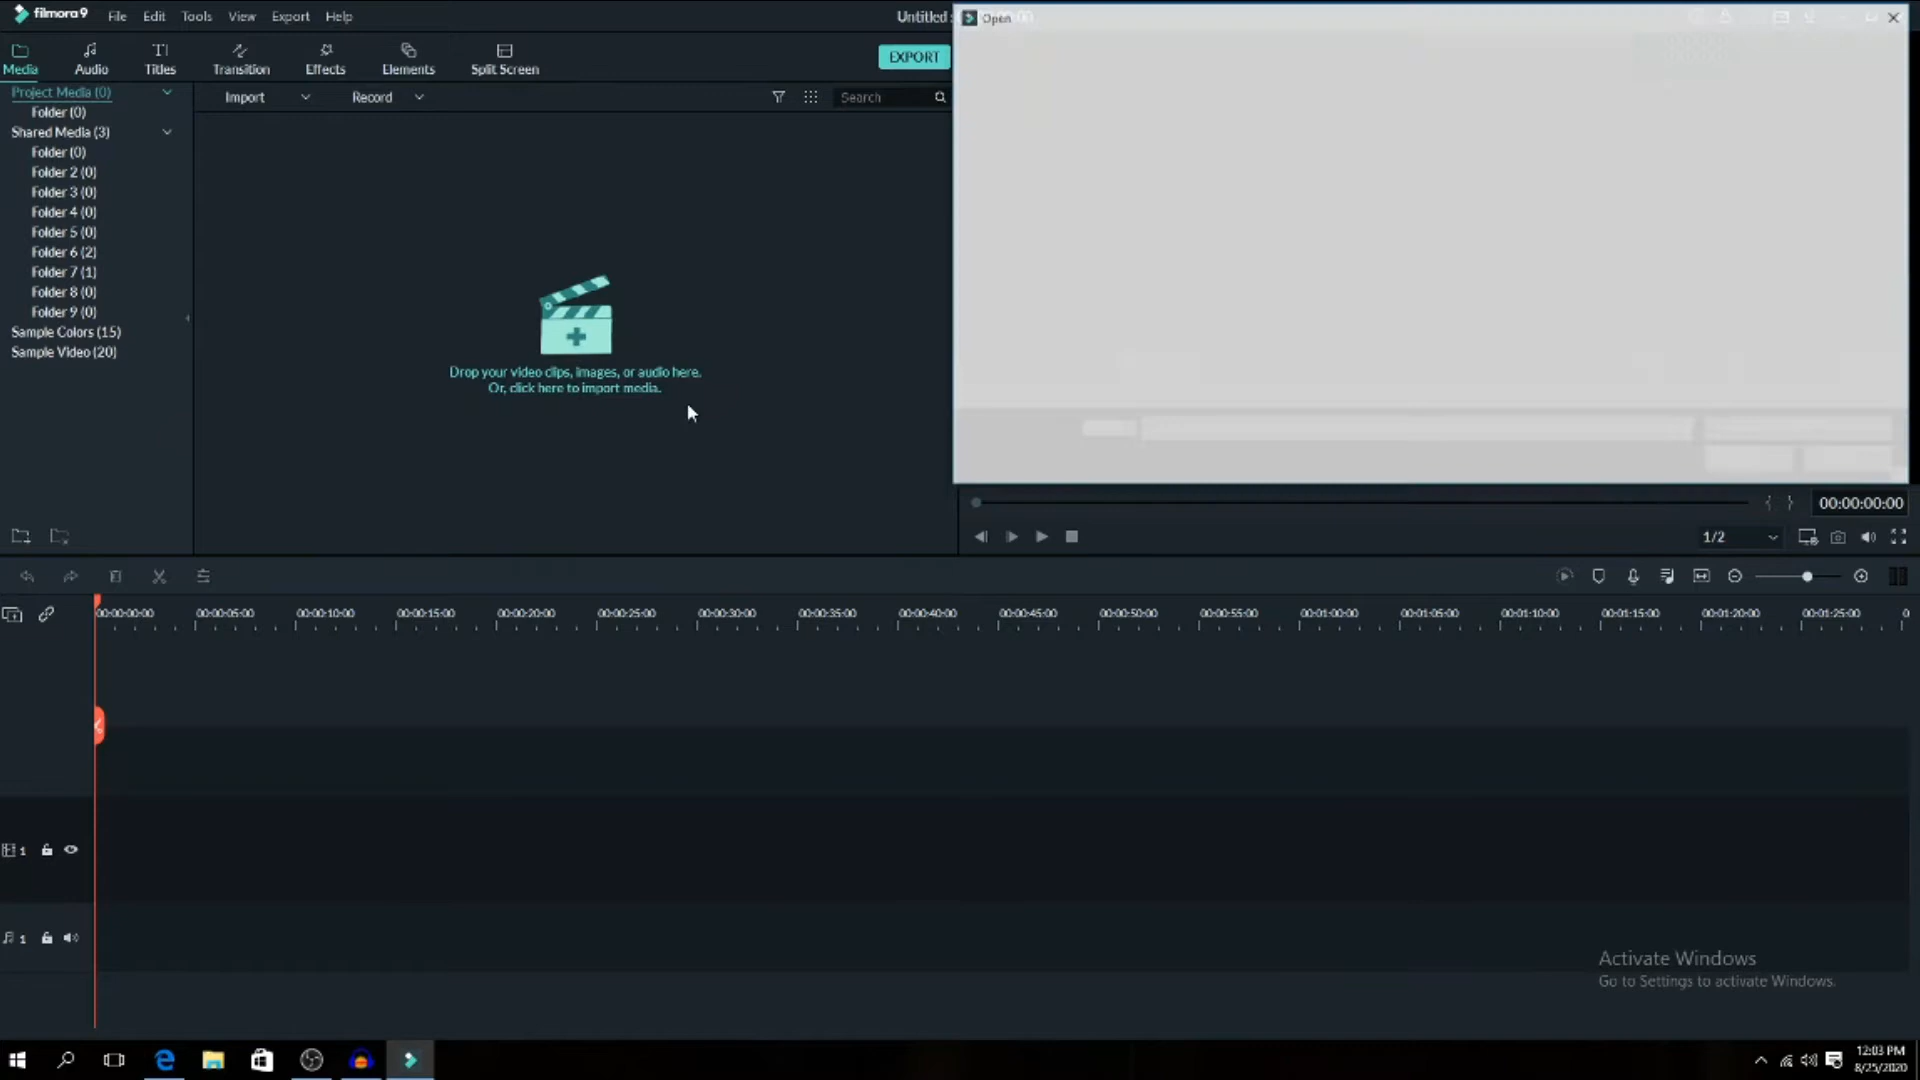 filmora9 File Edit View Tools Export Help
Untitled
Open
Media Audio Titles Transition Effects Elements Split Screen
EXPORT
Import Record Search
Project Media (0)
Folder (0)
Shared Media (3)
Folder (0)
Folder 2 (0)
Folder 3 (0)
Folder 4 (0)
Folder 5 (0)
Folder 6 (2)
Folder 7 (1)
Folder 8 (0)
Folder 9 (0)
Sample Colors (15)
Sample Video (20)
Drop your video clips, images, or audio here.
Or, click here to import media.
00:00:00:00
1/2
00:00:00:00 00:00:05:00 00:00:10:00 00:00:15:00 00:00:20:00 00:00:25:00 00:00:30:00 00:00:35:00 00:00:40:00 00:00:45:00 00:00:50:00 00:00:55:00 00:01:00:00 00:01:05:00 00:01:10:00 00:01:15:00 00:01:20:00 00:01:25:00 0
1
1
Activate Windows
Go to Settings to activate Windows.
12:03 PM
8/25/2020